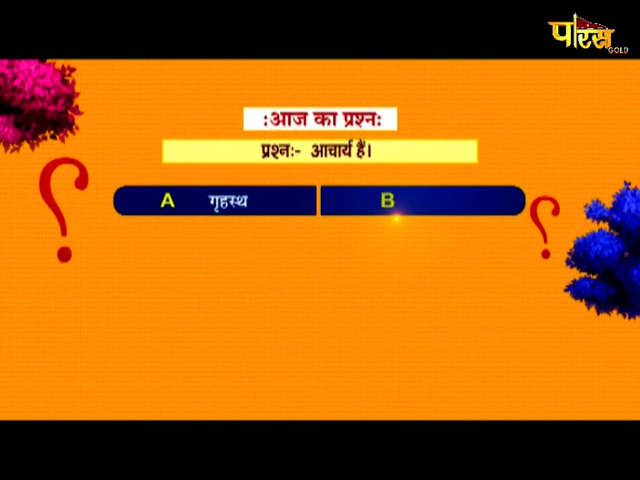 पारस
GOLD
:आज का प्रश्न:
प्रश्नः- आचार्य हैं।
A गृहस्थ B